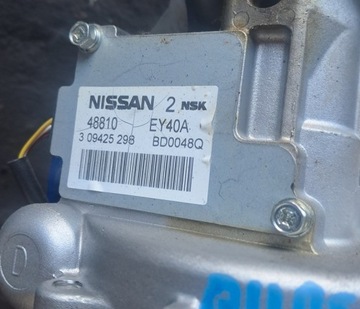 NISSAN 2 NSK
48810 EY40A
3 09425 298 BD0048Q
D